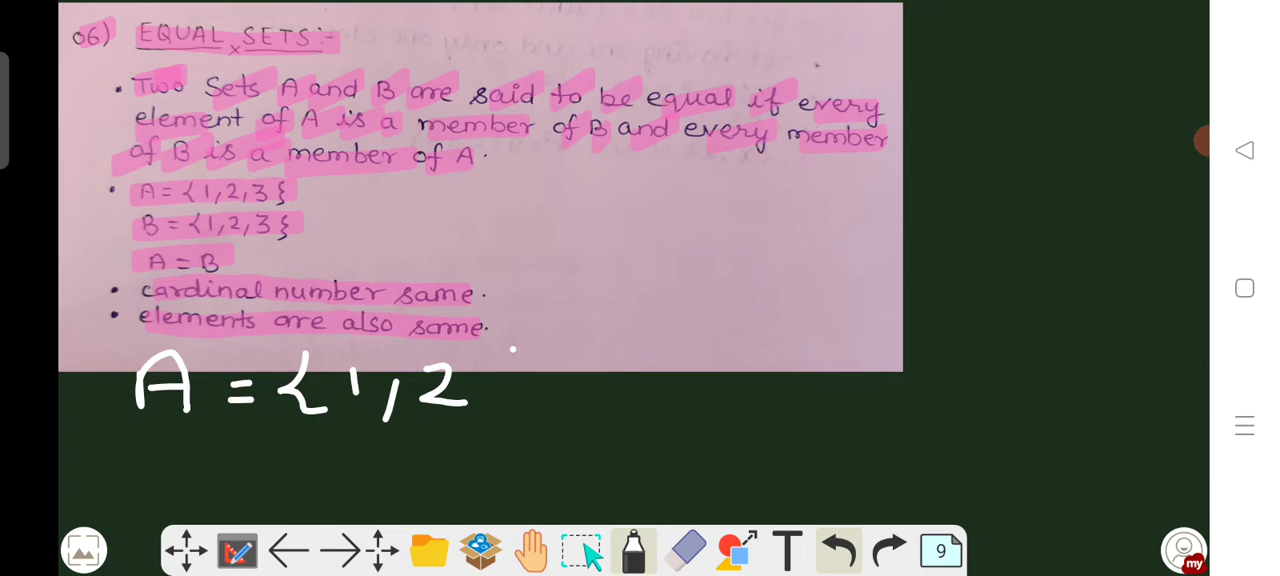 06) EQUAL SETS:-
• Two Sets A and B are said to be equal if every
element of A is a member of B and every member
of B is a member of A.
• A = {1, 2, 3}
B = {1, 2, 3}
A = B
• cardinal number same.
• elements are also same.
A = {1, 2
T
9
my